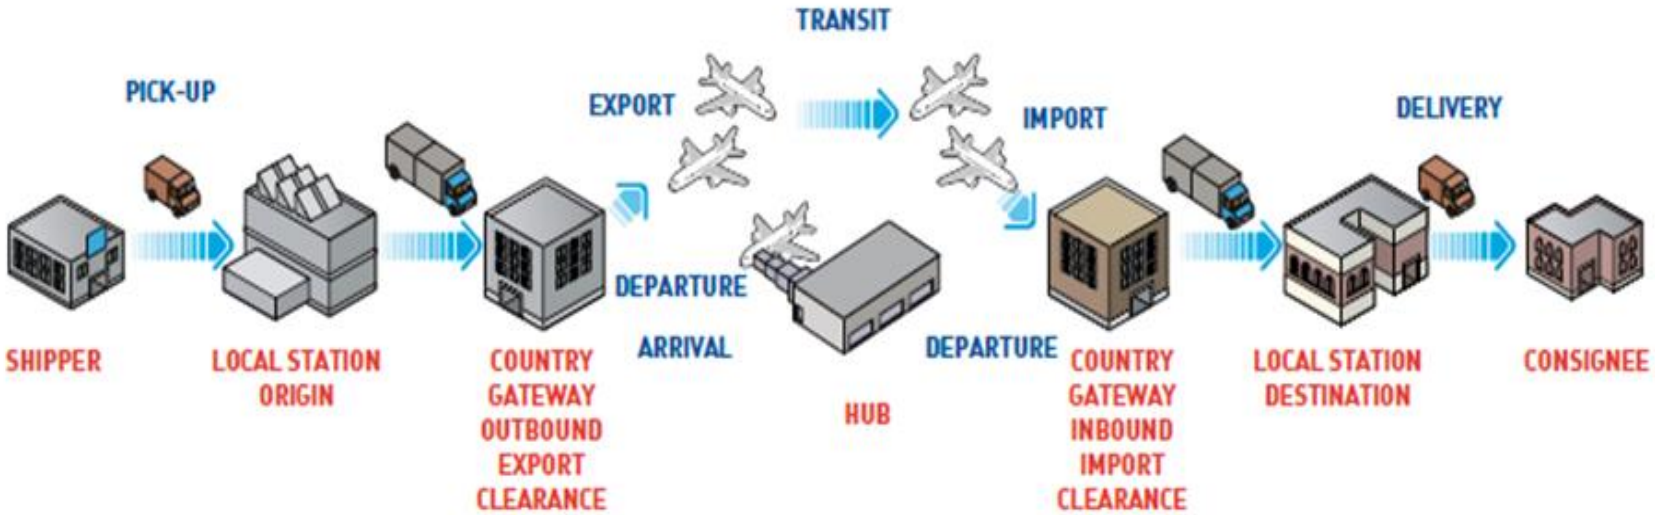 TRANSIT
PICK-UP
EXPORT
IMPORT
DELIVERY
DEPARTURE
ARRIVAL
DEPARTURE
SHIPPER
LOCAL STATION
ORIGIN
COUNTRY
GATEWAY
OUTBOUND
EXPORT
CLEARANCE
HUB
COUNTRY
GATEWAY
INBOUND
IMPORT
CLEARANCE
LOCAL STATION
DESTINATION
CONSIGNEE